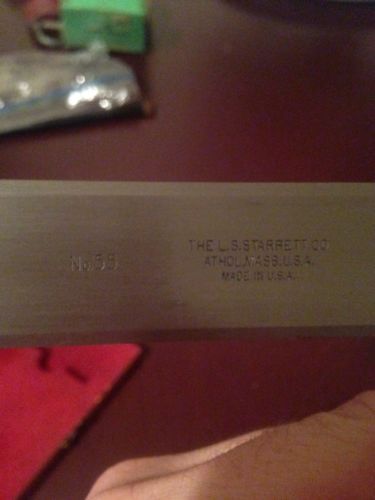 No.55
THE L.S.STARRETT CO.
ATHOL,MASS.U.S.A.
MADE IN U.S.A.